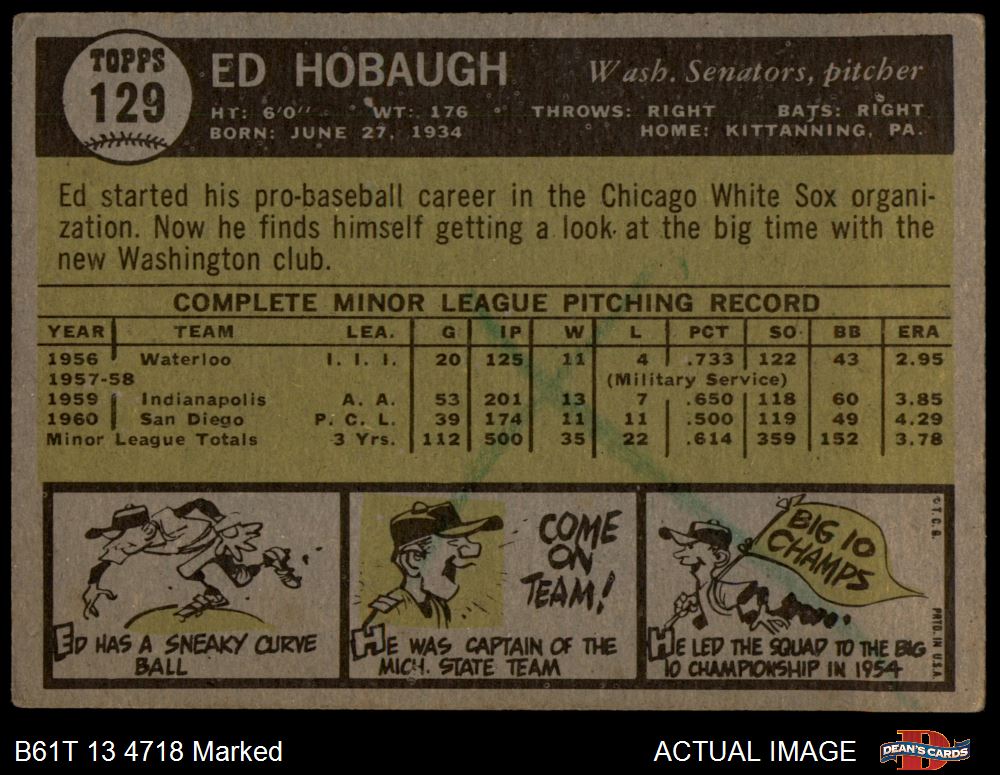 TOPPS
129
ED HOBAUGH
Wash. Senators, pitcher
HT: 6'0" WT: 176 THROWS: RIGHT BATS: RIGHT
BORN: JUNE 27, 1934 HOME: KITTANNING, PA.
Ed started his pro-baseball career in the Chicago White Sox organi-
zation. Now he finds himself getting a look at the big time with the
new Washington club.
COMPLETE MINOR LEAGUE PITCHING RECORD
YEAR TEAM LEA. G IP W L PCT SO BB ERA
1956 Waterloo I. I. I. 20 125 11 4 .733 122 43 2.95
1957-58 (Military Service)
1959 Indianapolis A. A. 53 201 13 7 .650 118 60 3.85
1960 San Diego P. C. L. 39 174 11 11 .500 119 49 4.29
Minor League Totals 3 Yrs. 112 500 35 22 .614 359 152 3.78
ED HAS A SNEAKY CURVE
BALL
COME
ON
TEAM!
HE WAS CAPTAIN OF THE
MICH. STATE TEAM
BIG 10
CHAMPS
HE LED THE SQUAD TO THE BIG
10 CHAMPIONSHIP IN 1954
© T. C. G.
PRTD. IN U.S.A.
B61T 13 4718 Marked
ACTUAL IMAGE
DEAN'S CARDS